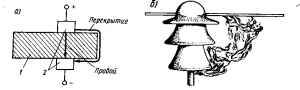 а)
+
Перекрытие
1
2
Пробой
~
б)